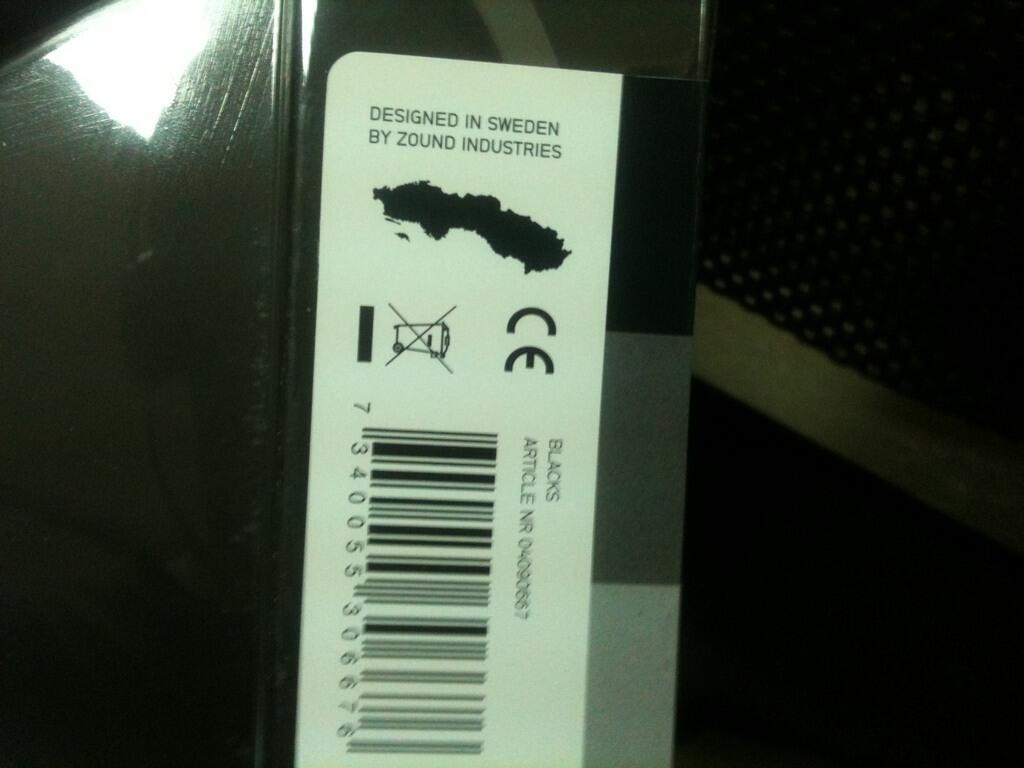 DESIGNED IN SWEDEN
BY ZOUND INDUSTRIES
CE
BLACKS
ARTICLE NR 04090667
7 340055 306676